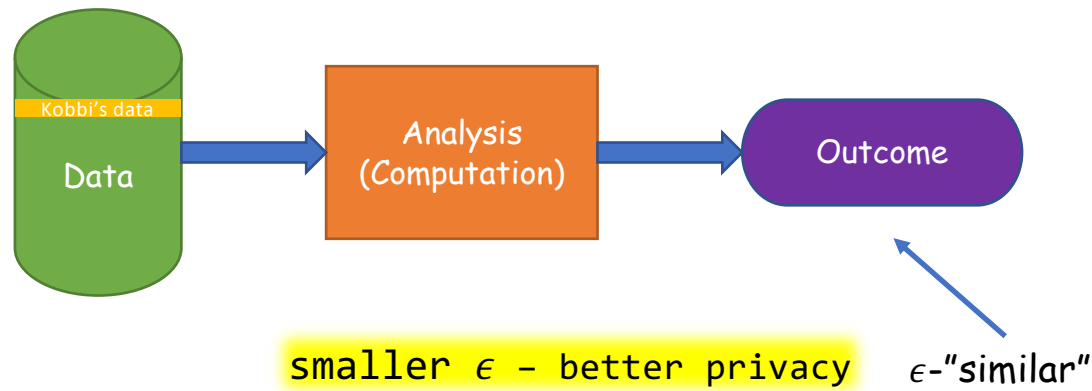 Kobbi's data
Data
Analysis
(Computation)
Outcome
smaller ϵ – better privacy
ϵ-"similar"